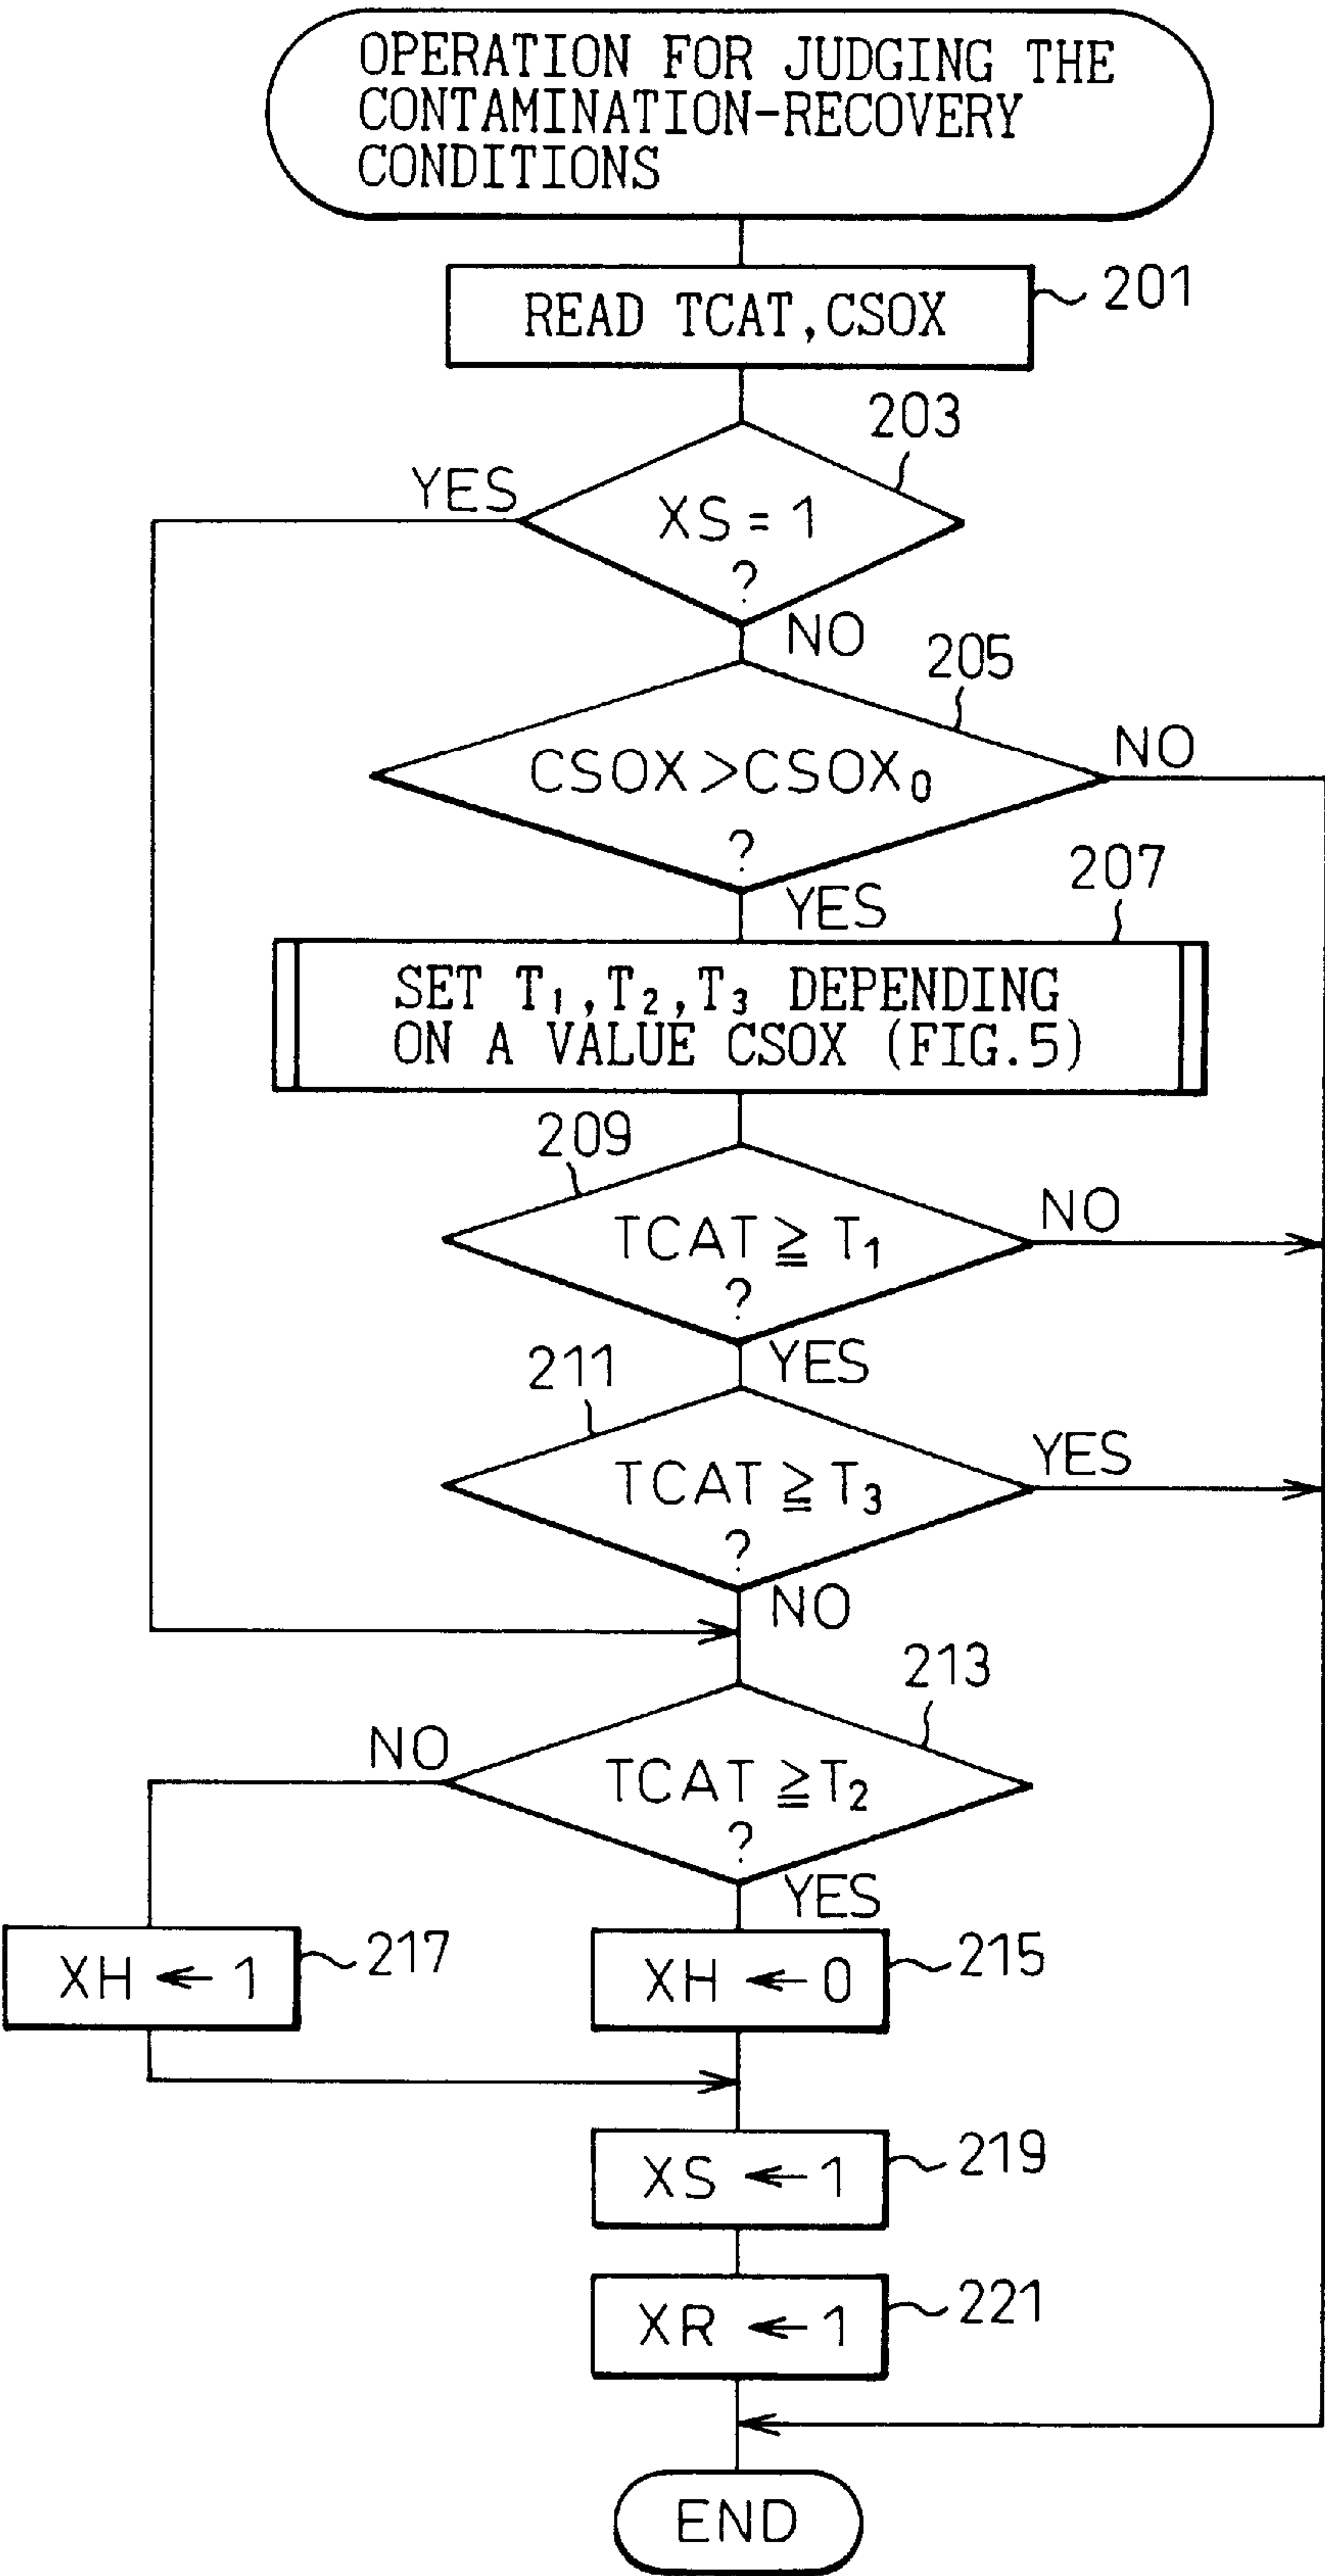 OPERATION FOR JUDGING THE
CONTAMINATION-RECOVERY
CONDITIONS
READ TCAT,CSOX
201
203
YES
XS = 1
?
NO
205
CSOX>CSOX₀
?
NO
YES
207
SET T₁,T₂,T₃ DEPENDING
ON A VALUE CSOX (FIG.5)
209
TCAT ≧ T₁
?
NO
YES
211
TCAT ≧ T₃
?
YES
NO
213
NO
TCAT ≧T₂
?
YES
XH ← 1
217
XH ← 0
215
XS ← 1
219
XR ← 1
221
END